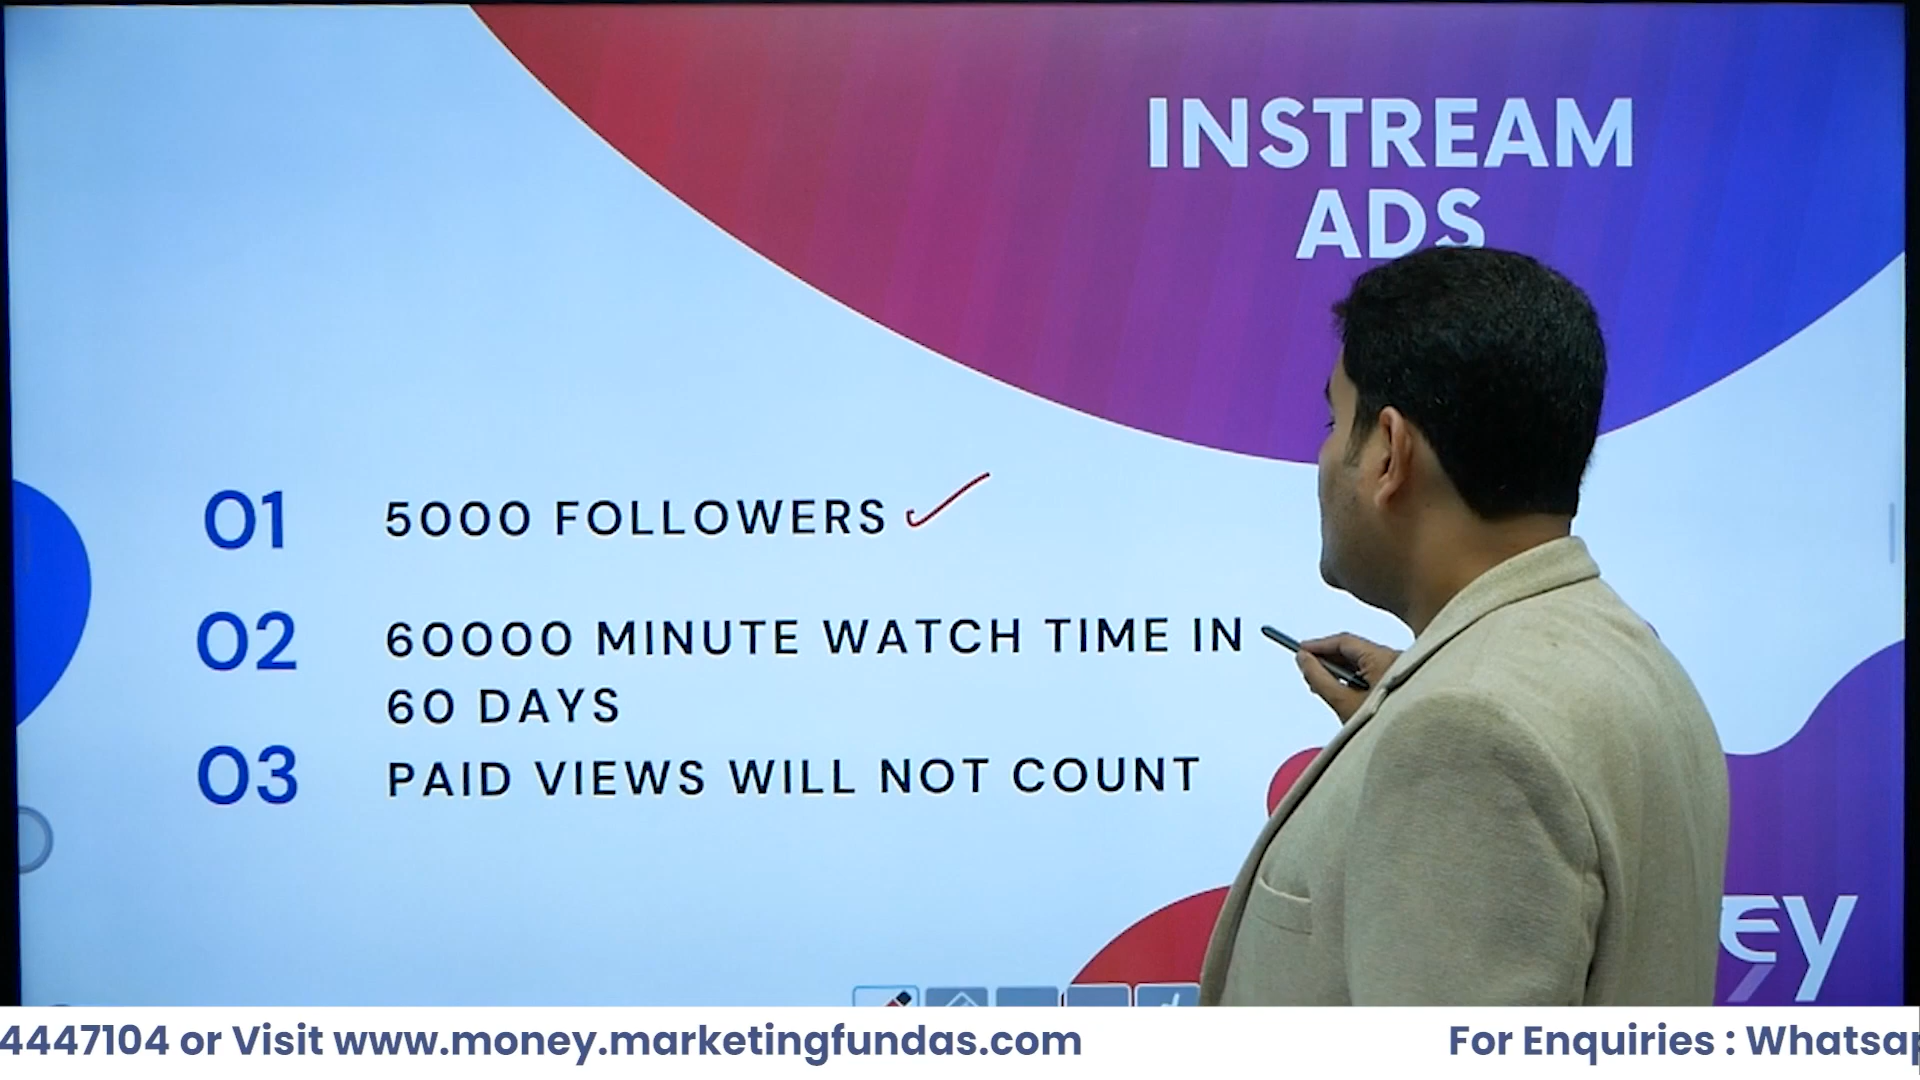 INSTREAM
ADS
01 5000 FOLLOWERS
02 60000 MINUTE WATCH TIME IN
60 DAYS
03 PAID VIEWS WILL NOT COUNT
4447104 or Visit www.money.marketingfundas.com For Enquiries :